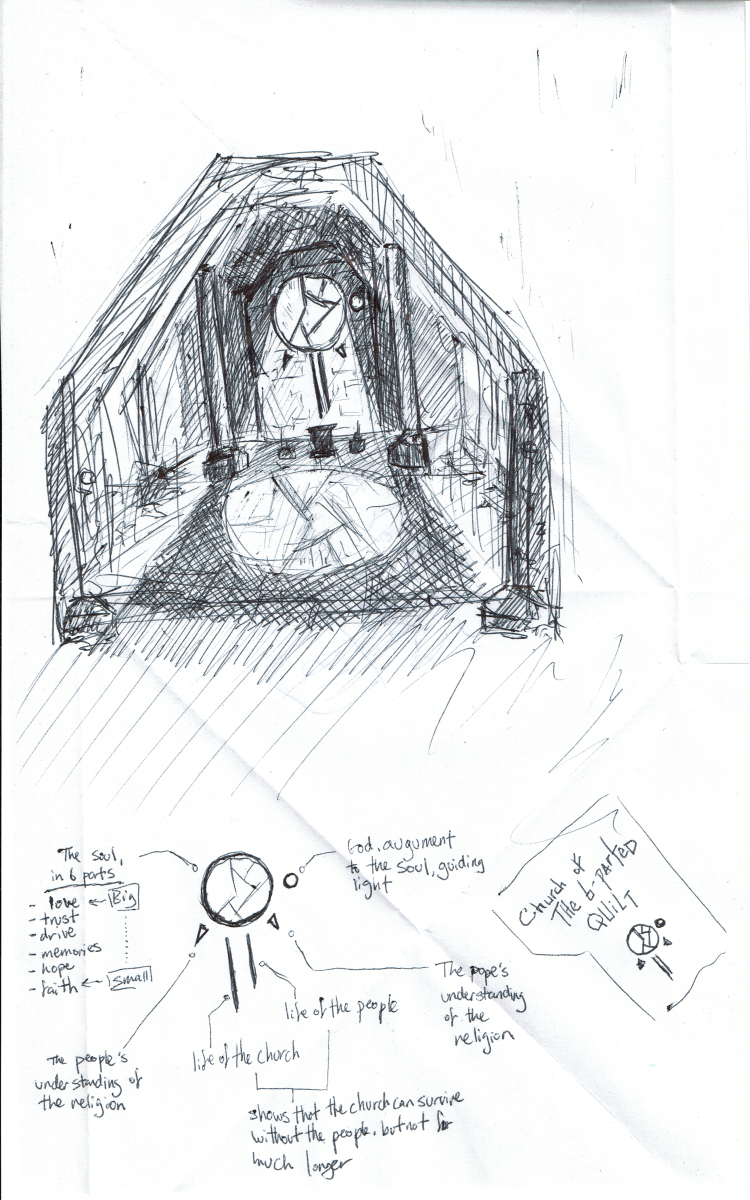 The soul,
in 6 parts
- love ← Big
- trust
- drive
- memories
- hope
- faith ← small
God, augument
to the soul, guiding
light
Church of
The 6-parted
QUILT
The pope's
understanding
of the
religion
life of the people
life of the church
The people's
understanding of
the religion
shows that the church can survive
without the people, but not for
much longer